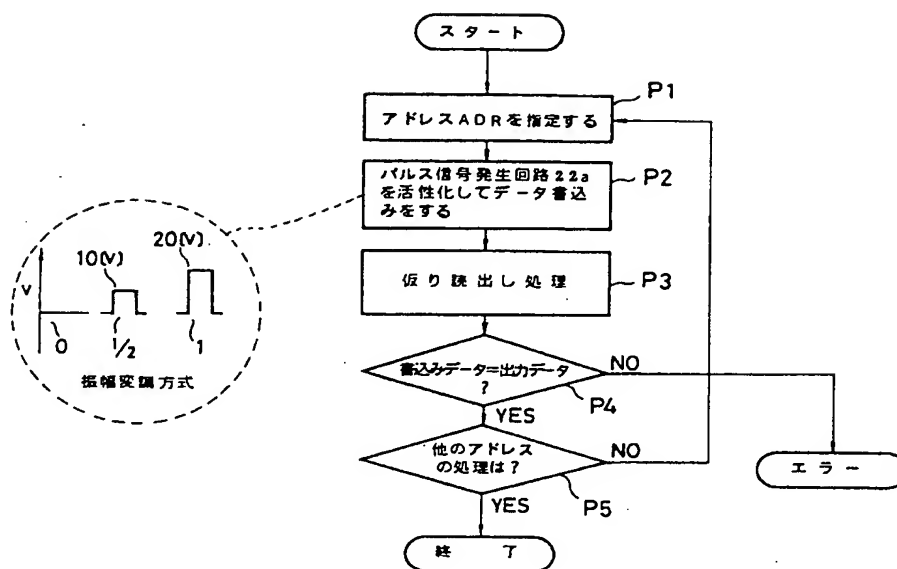 スタート
P1
アドレスADRを指定する
パルス信号発生回路22a
を活性化してデータ書込
みをする
P2
20(V)
10(V)
V
0
1/2
1
振幅変調方式
仮り読出し処理
P3
書込みデータ=出力データ
?
NO
P4
YES
他のアドレス
の処理は?
NO
P5
YES
エラー
終了